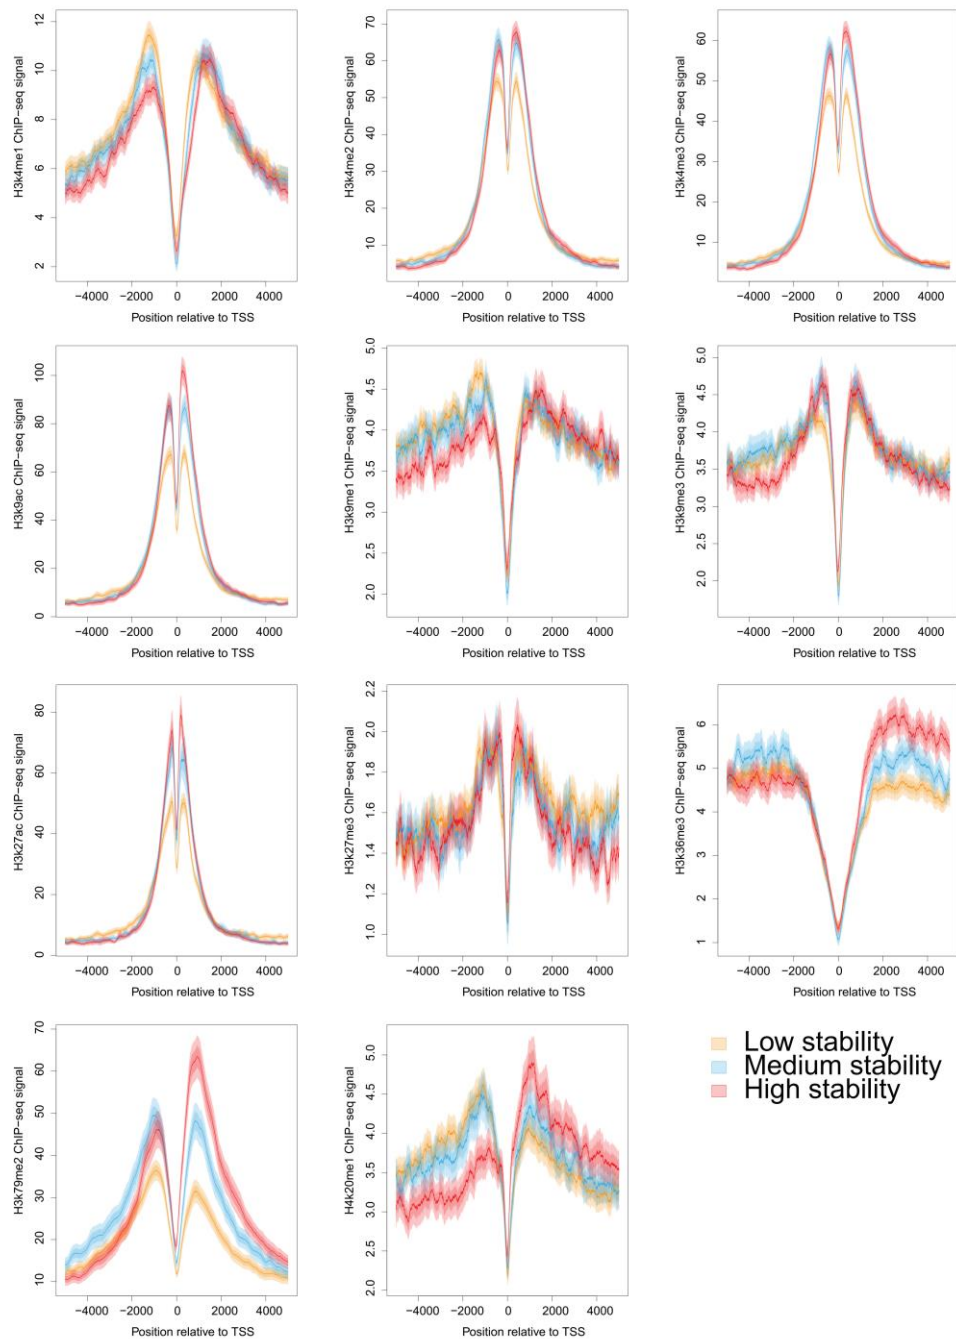 H3k4me1 ChIP−seq signal
12
10
8
6
4
2
−4000 −2000 0 2000 4000
Position relative to TSS
H3k4me2 ChIP−seq signal
70
60
50
40
30
20
10
−4000 −2000 0 2000 4000
Position relative to TSS
H3k4me3 ChIP−seq signal
60
50
40
30
20
10
−4000 −2000 0 2000 4000
Position relative to TSS
H3k9ac ChIP−seq signal
100
80
60
40
20
0
−4000 −2000 0 2000 4000
Position relative to TSS
H3k9me1 ChIP−seq signal
5.0
4.5
4.0
3.5
3.0
2.5
2.0
−4000 −2000 0 2000 4000
Position relative to TSS
H3k9me3 ChIP−seq signal
5.0
4.5
4.0
3.5
3.0
2.5
2.0
−4000 −2000 0 2000 4000
Position relative to TSS
H3k27ac ChIP−seq signal
80
60
40
20
0
−4000 −2000 0 2000 4000
Position relative to TSS
H3k27me3 ChIP−seq signal
2.2
2.0
1.8
1.6
1.4
1.2
1.0
−4000 −2000 0 2000 4000
Position relative to TSS
H3k36me3 ChIP−seq signal
6
5
4
3
2
1
−4000 −2000 0 2000 4000
Position relative to TSS
H3k79me2 ChIP−seq signal
70
60
50
40
30
20
10
−4000 −2000 0 2000 4000
Position relative to TSS
H4k20me1 ChIP−seq signal
5.0
4.5
4.0
3.5
3.0
2.5
2.0
−4000 −2000 0 2000 4000
Position relative to TSS
Low stability
Medium stability
High stability